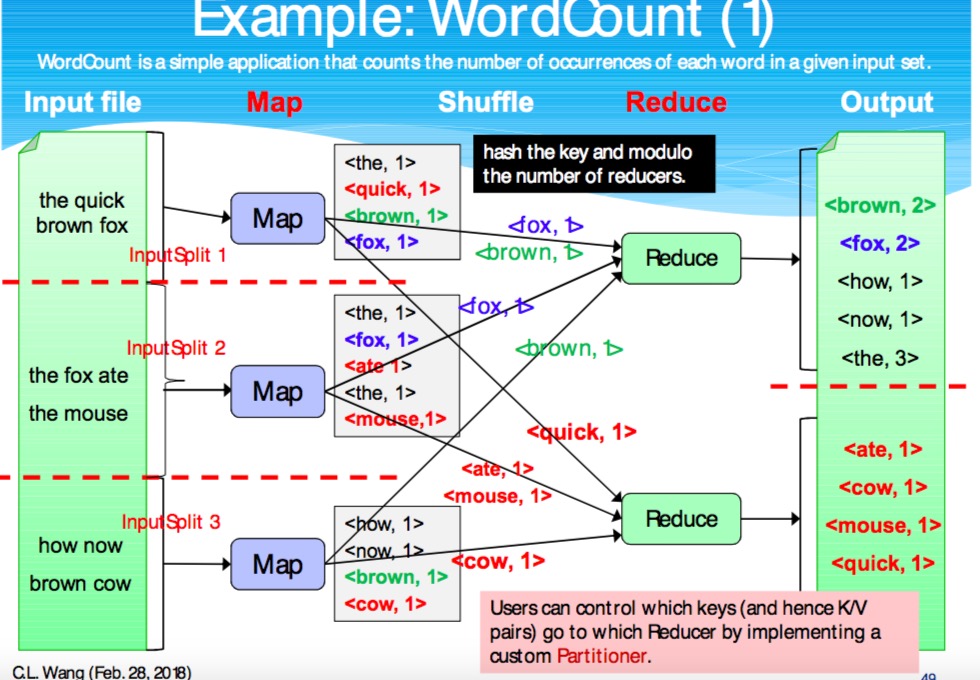 Example: WordCount (1)
WordCount is a simple application that counts the number of occurrences of each word in a given input set.
Input file
Map
Shuffle
Reduce
Output
the quick
brown fox
InputSplit 1
InputSplit 2
the fox ate
the mouse
InputSplit 3
how now
brown cow
Map
Map
Map
<the, 1>
<quick, 1>
<brown, 1>
<fox, 1>
<the, 1>
<fox, 1>
<ate 1>
<the, 1>
<mouse,1>
<how, 1>
<now, 1>
<brown, 1>
<cow, 1>
hash the key and modulo
the number of reducers.
<fox, 1>
<brown, 1>
<fox, 1>
<brown, 1>
<quick, 1>
<ate, 1>
<mouse, 1>
<cow, 1>
Reduce
Reduce
<brown, 2>
<fox, 2>
<how, 1>
<now, 1>
<the, 3>
<ate, 1>
<cow, 1>
<mouse, 1>
<quick, 1>
Users can control which keys (and hence K/V
pairs) go to which Reducer by implementing a
custom Partitioner.
C.L. Wang (Feb. 28, 2018)
49